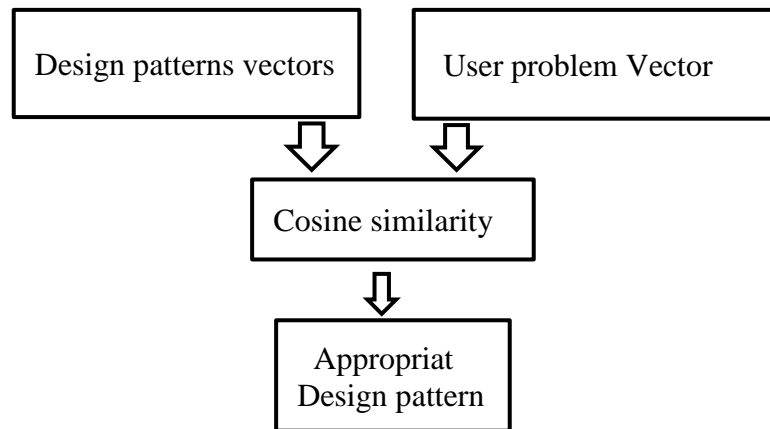 Design patterns vectors
User problem Vector
Cosine similarity
Appropriat
Design pattern